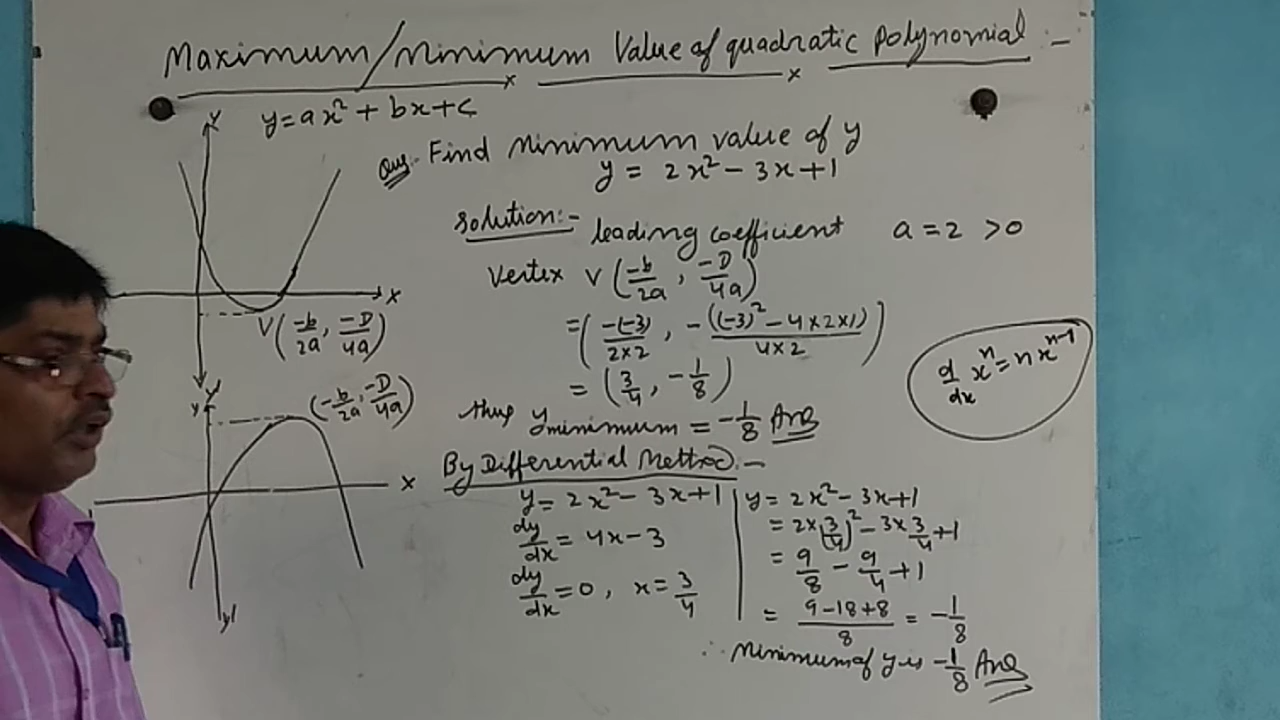 Maximum/Minimum Value of quadratic polynomial :-
y = ax² + bx + c
Ques. Find minimum value of y
y = 2x² - 3x + 1
Solution:- leading coefficient a = 2 > 0
Vertex V(-b/2a, -D/4a)
= (-(-3)/2×2, -((-3)² - 4×2×1)/4×2)
= (3/4, -1/8)
thus y minimum = -1/8 Ans
d/dx xⁿ = n xⁿ⁻¹
By Differential Method :-
y = 2x² - 3x + 1
dy/dx = 4x - 3
dy/dx = 0, x = 3/4
y = 2x² - 3x + 1
= 2×(3/4)² - 3×3/4 + 1
= 9/8 - 9/4 + 1
= 9-18+8/8 = -1/8
∴ Minimum of y is -1/8 Ans
Y
X
V(-b/2a, -D/4a)
y'
y
(-b/2a, -D/4a)
X
y'